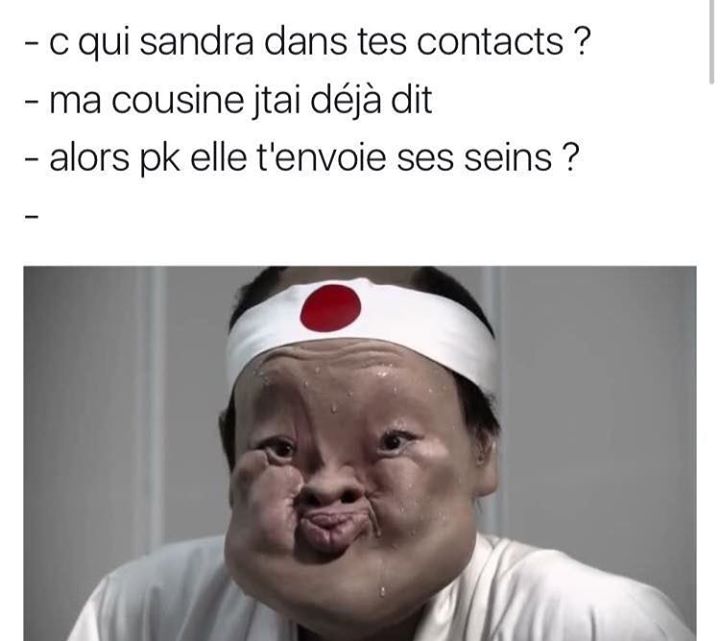 - c qui sandra dans tes contacts ?
- ma cousine jtai déjà dit
- alors pk elle t'envoie ses seins ?
-